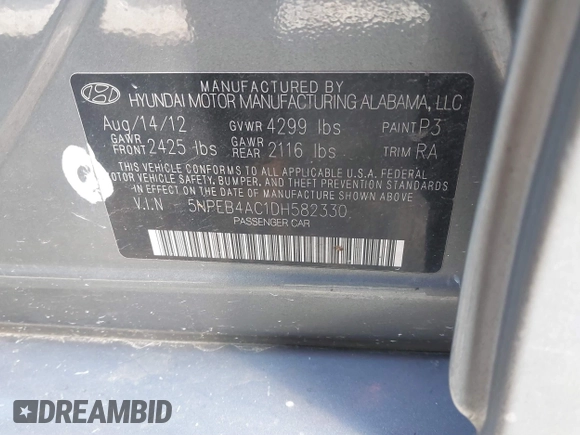 MANUFACTURED BY
HYUNDAI MOTOR MANUFACTURING ALABAMA, LLC
Aug/14/12 GVWR 4299 lbs PAINT P3
GAWR FRONT 2425 lbs GAWR REAR 2116 lbs TRIM RA
THIS VEHICLE CONFORMS TO ALL APPLICABLE U.S.A. FEDERAL
MOTOR VEHICLE SAFETY, BUMPER, AND THEFT PREVENTION STANDARDS
IN EFFECT ON THE DATE OF MANUFACTURE SHOWN ABOVE.
V.I.N 5NPEB4AC1DH582330
PASSENGER CAR
DREAMBID